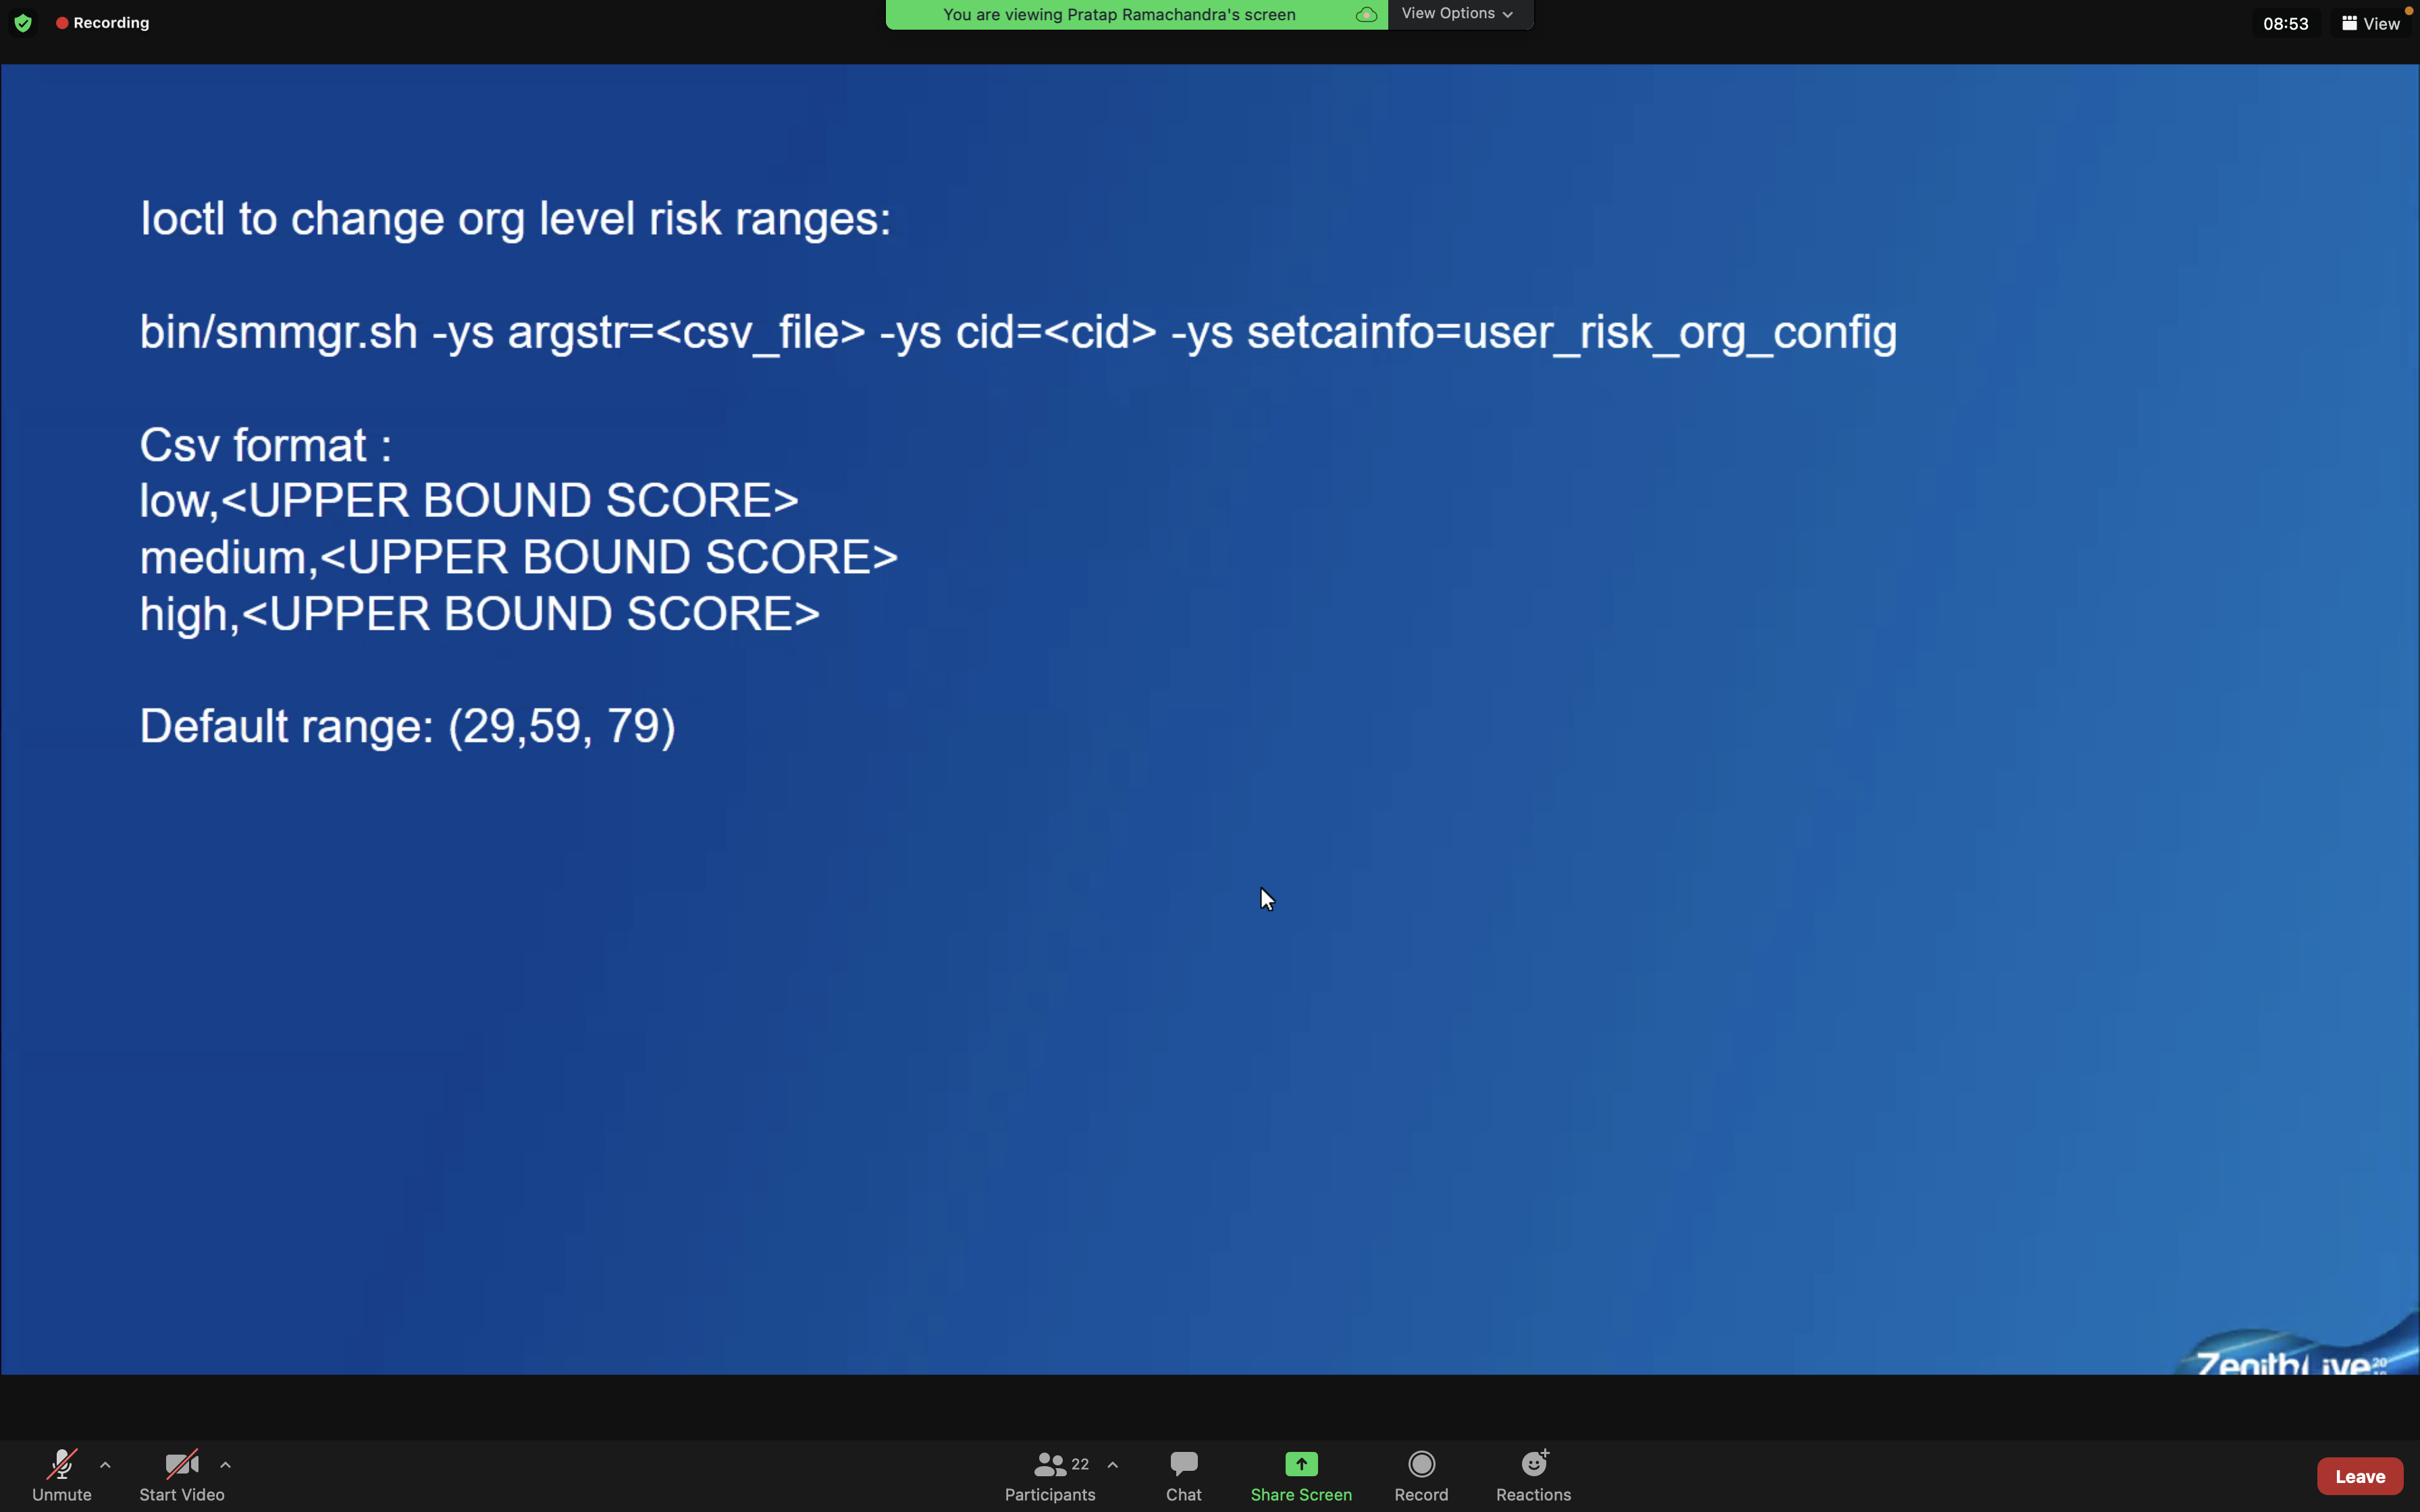 Recording
You are viewing Pratap Ramachandra's screen
View Options
08:53
View
Ioctl to change org level risk ranges:
bin/smmgr.sh -ys argstr=<csv_file> -ys cid=<cid> -ys setcainfo=user_risk_org_config
Csv format :
low,<UPPER BOUND SCORE>
medium,<UPPER BOUND SCORE>
high,<UPPER BOUND SCORE>
Default range: (29,59, 79)
Zenith Live 20
Unmute
Start Video
22
Participants
Chat
Share Screen
Record
Reactions
Leave